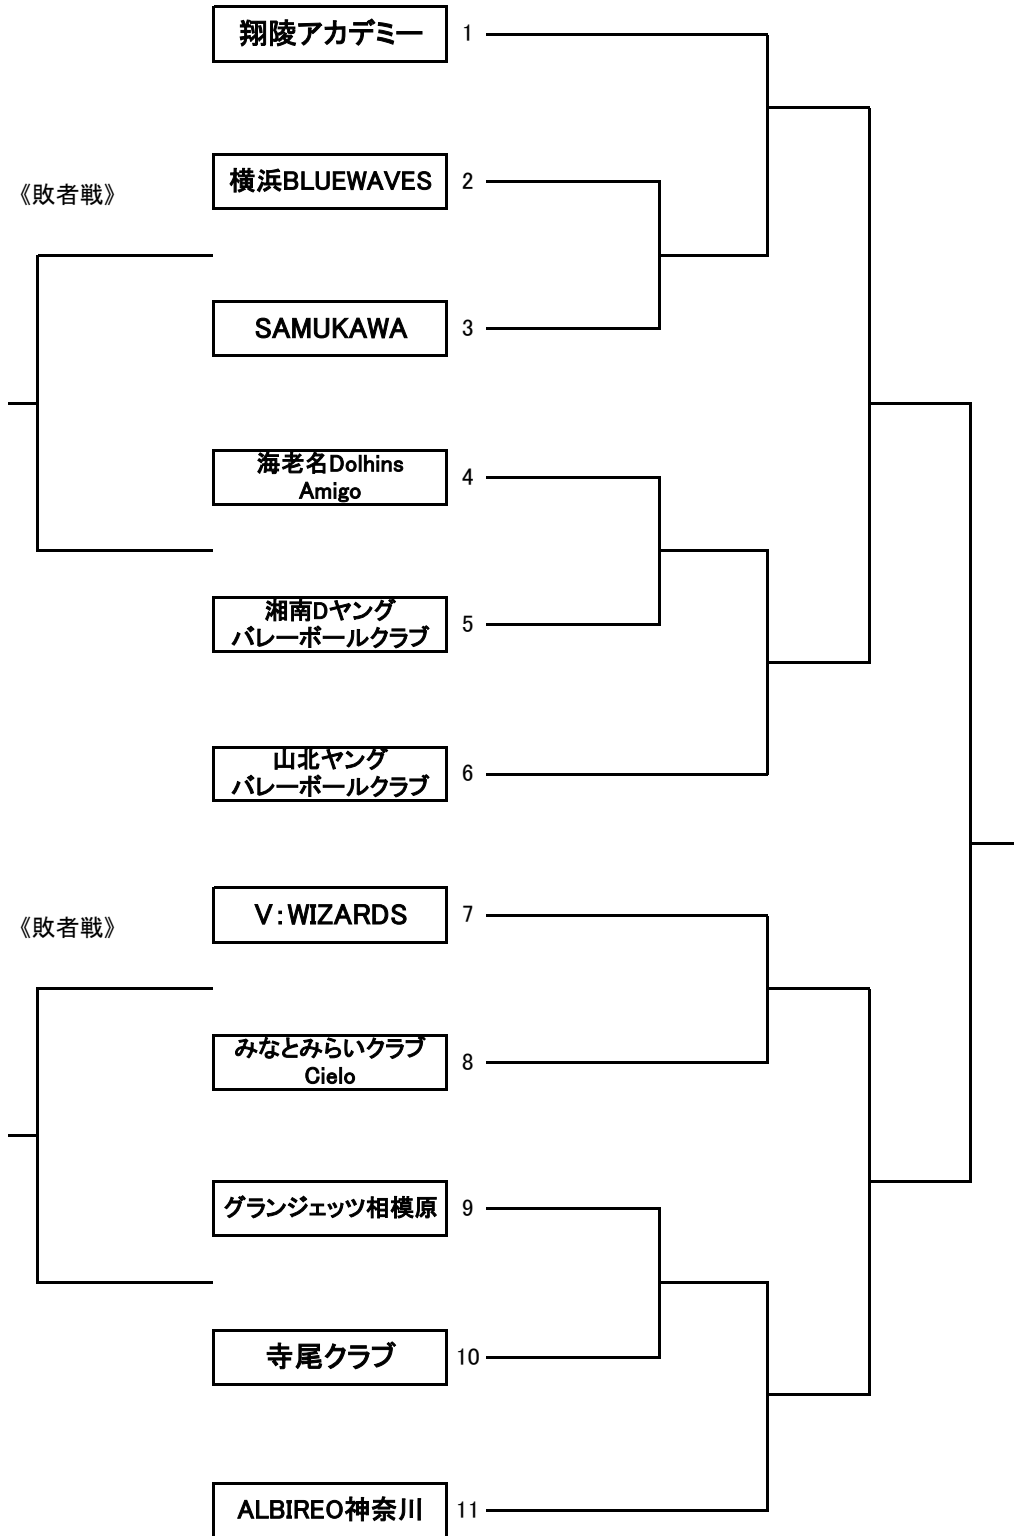 翔陵アカデミー 1
横浜BLUEWAVES 2
《敗者戦》
SAMUKAWA 3
海老名Dolhins
Amigo
4
湘南Dヤング
バレーボールクラブ
5
山北ヤング
バレーボールクラブ
6
V:WIZARDS 7
《敗者戦》
みなとみらいクラブ
Cielo
8
グランジェッツ相模原 9
寺尾クラブ 10
ALBIREO神奈川 11